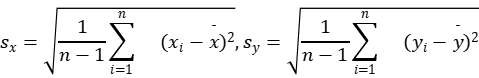 $s_x = \sqrt{\frac{1}{n-1}\sum_{i=1}^{n} (x_i - \bar{x})^2}, s_y = \sqrt{\frac{1}{n-1}\sum_{i=1}^{n} (y_i - \bar{y})^2}$